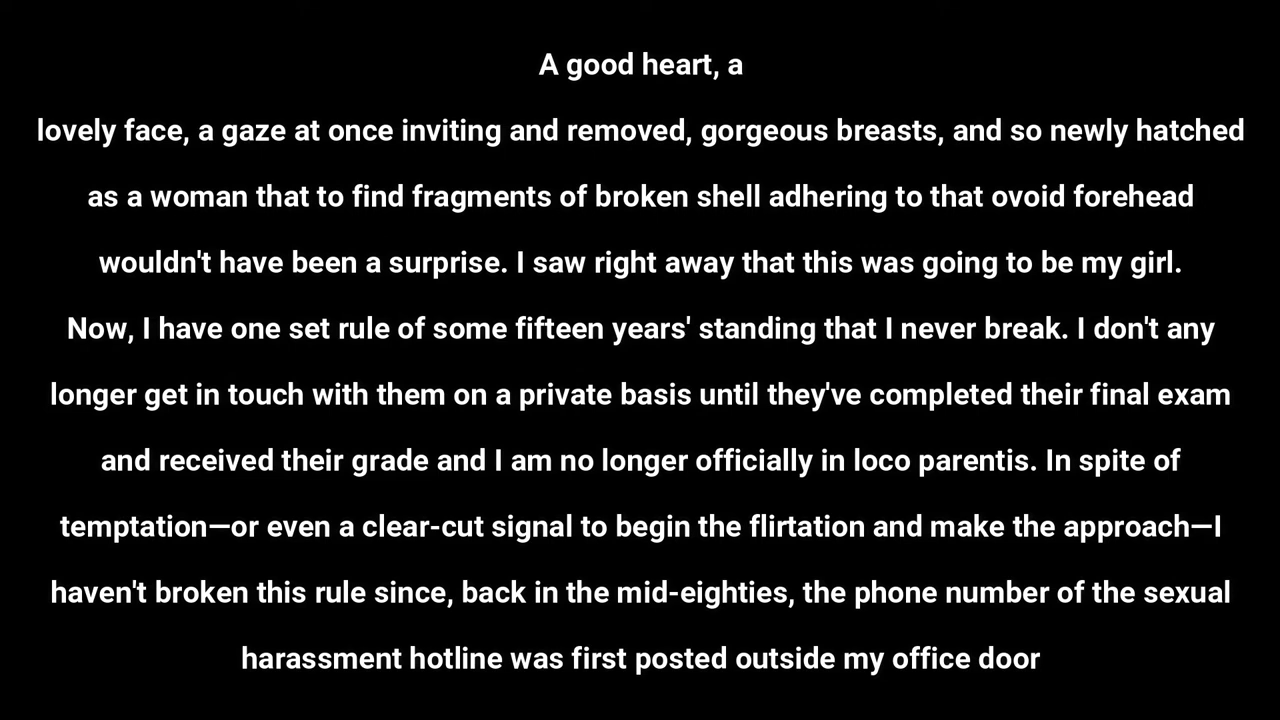 A good heart, a
lovely face, a gaze at once inviting and removed, gorgeous breasts, and so newly hatched
as a woman that to find fragments of broken shell adhering to that ovoid forehead
wouldn't have been a surprise. I saw right away that this was going to be my girl.
Now, I have one set rule of some fifteen years' standing that I never break. I don't any
longer get in touch with them on a private basis until they've completed their final exam
and received their grade and I am no longer officially in loco parentis. In spite of
temptation—or even a clear-cut signal to begin the flirtation and make the approach—I
haven't broken this rule since, back in the mid-eighties, the phone number of the sexual
harassment hotline was first posted outside my office door